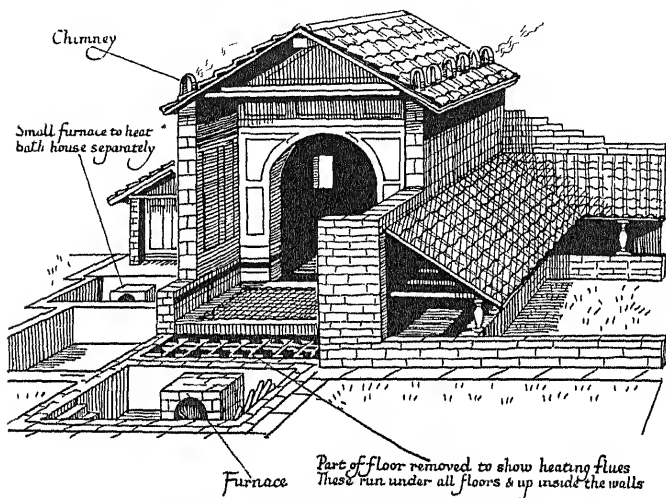 Chimney
Small furnace to heat
bath house separately
Furnace
Part of floor removed to show heating flues
These run under all floors & up inside the walls